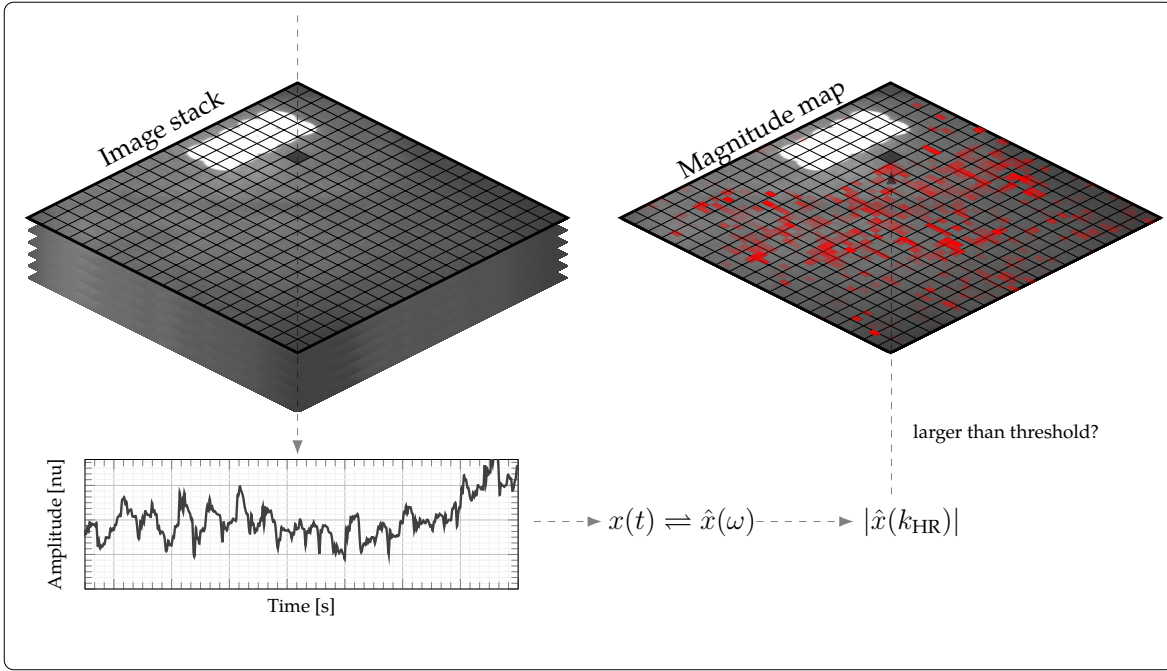 Image stack
Magnitude map
larger than threshold?
Amplitude [nu]
x(t) ⇌ x̂(ω)
|x̂(k_HR)|
Time [s]